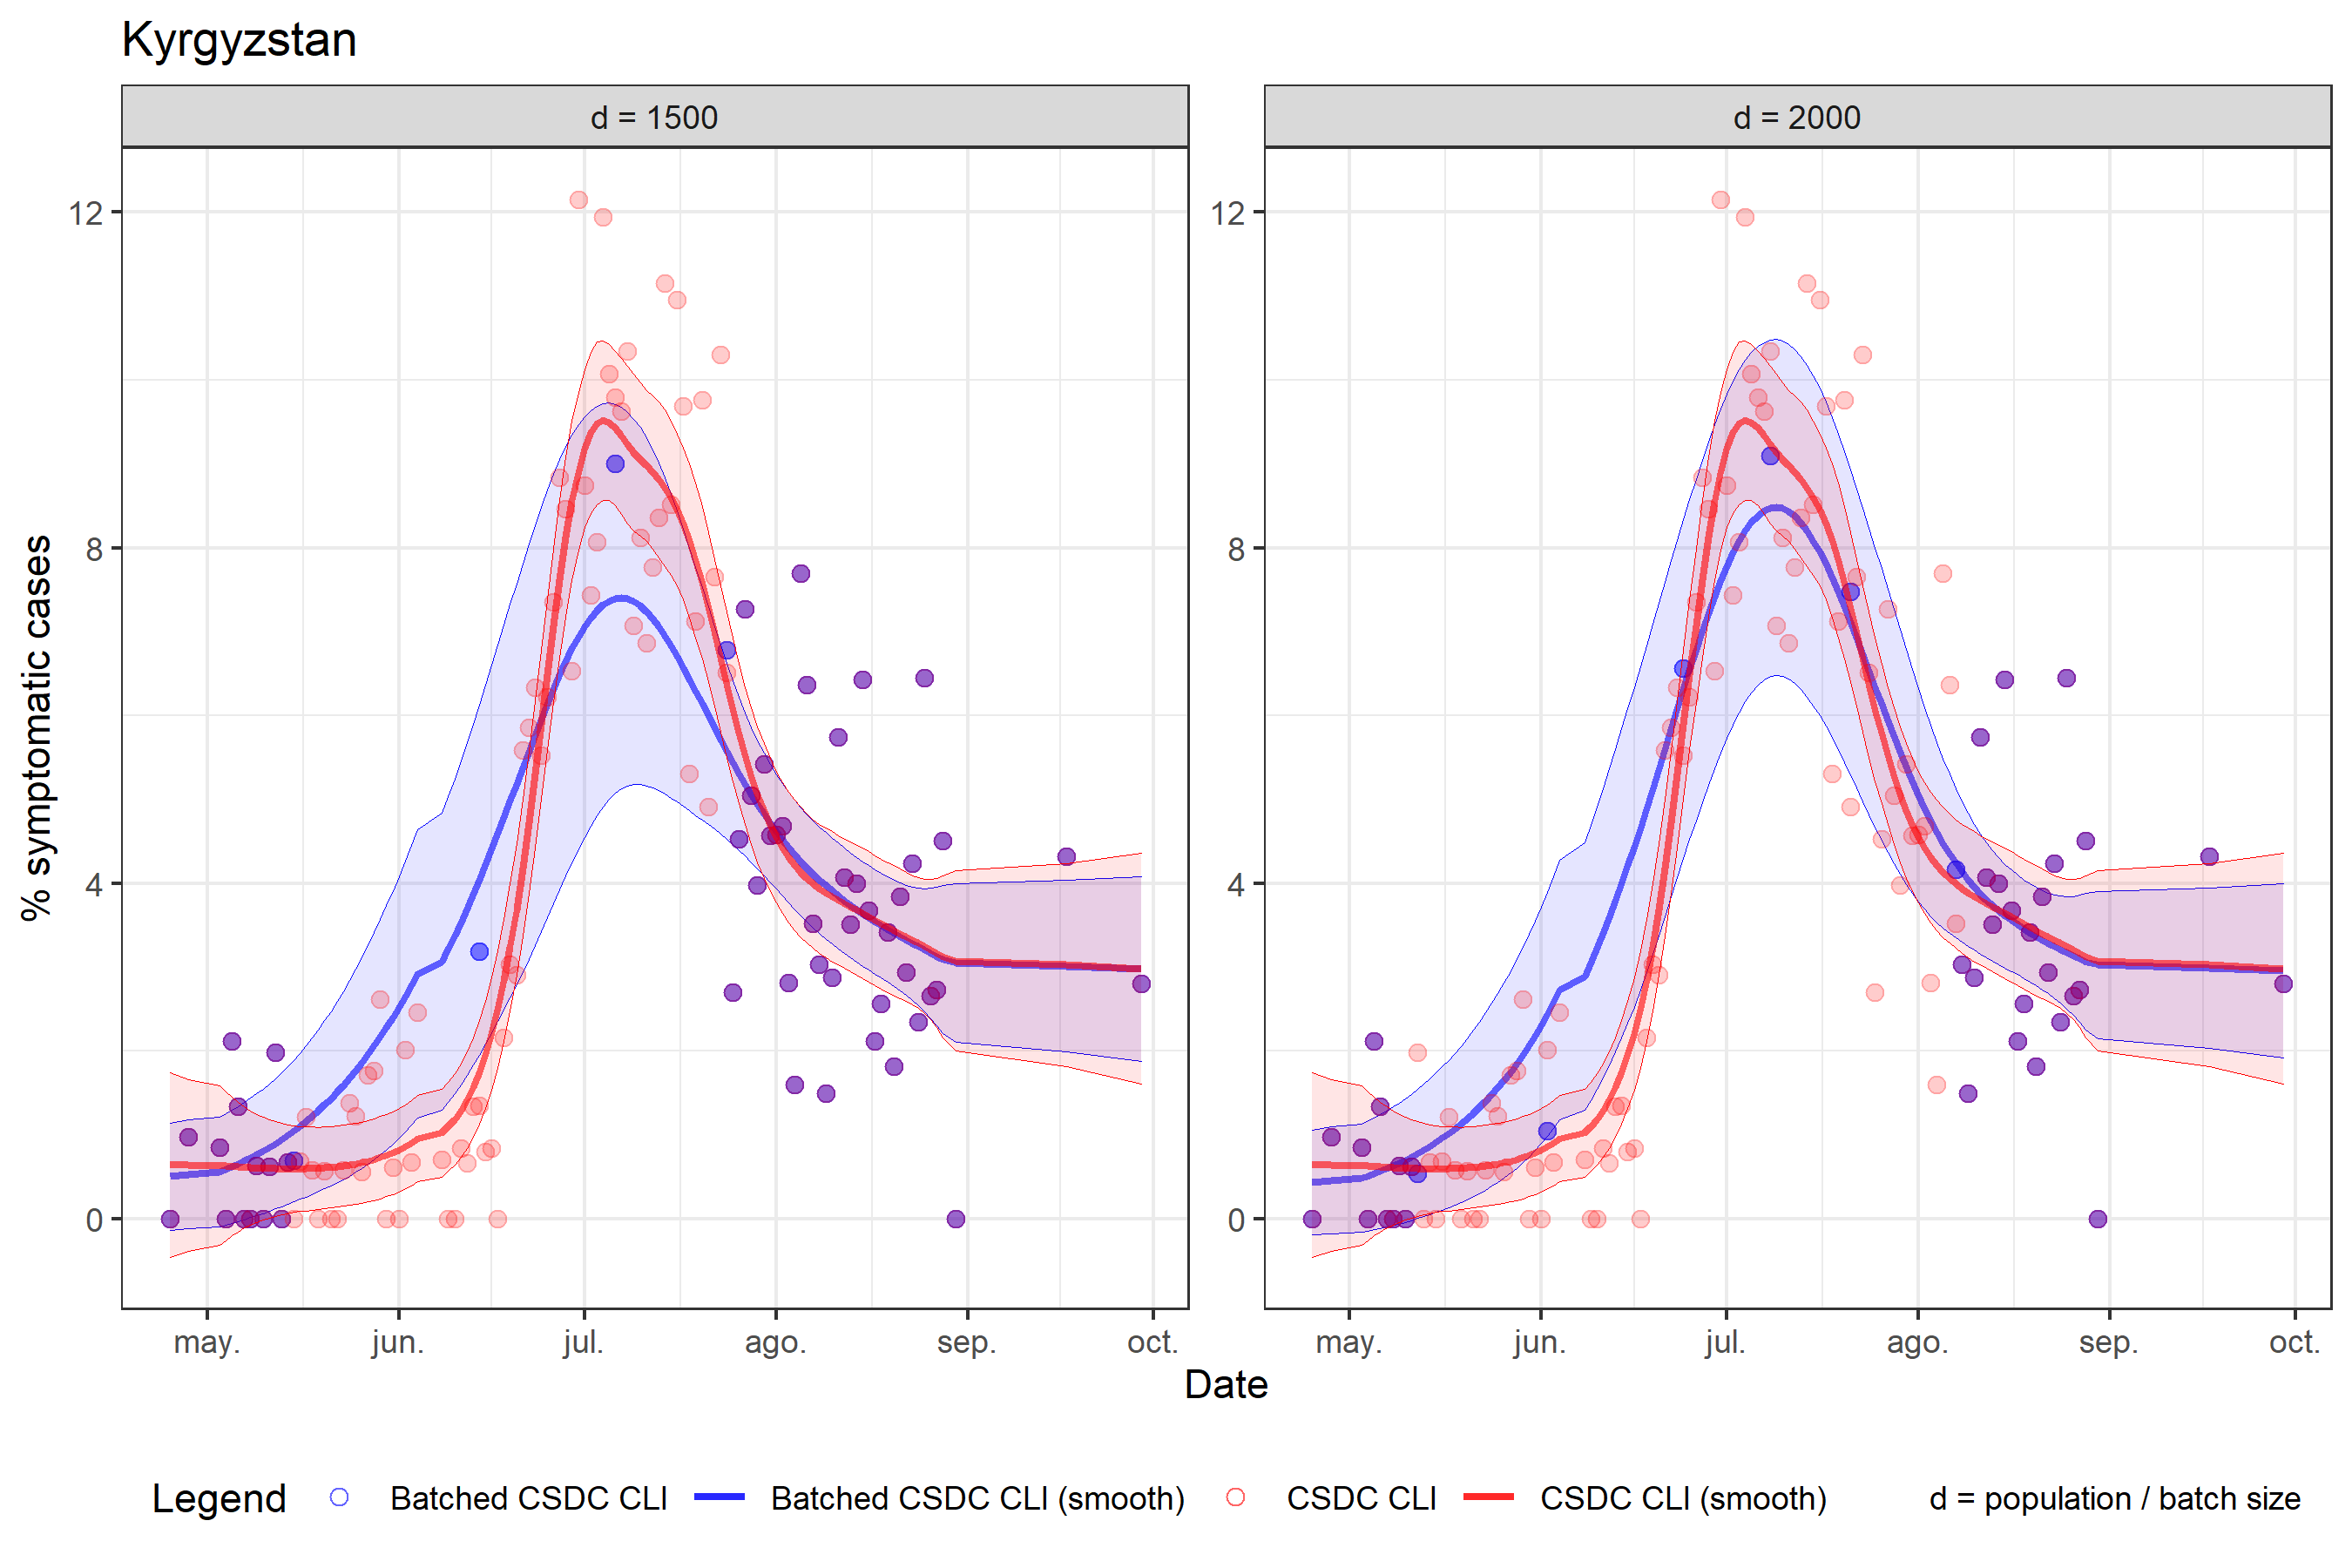 Kyrgyzstan
d = 1500
d = 2000
% symptomatic cases
12
8
4
0
12
8
4
0
may. jun. jul. ago. sep. oct.
may. jun. jul. ago. sep. oct.
Date
Legend Batched CSDC CLI Batched CSDC CLI (smooth) CSDC CLI CSDC CLI (smooth) d = population / batch size